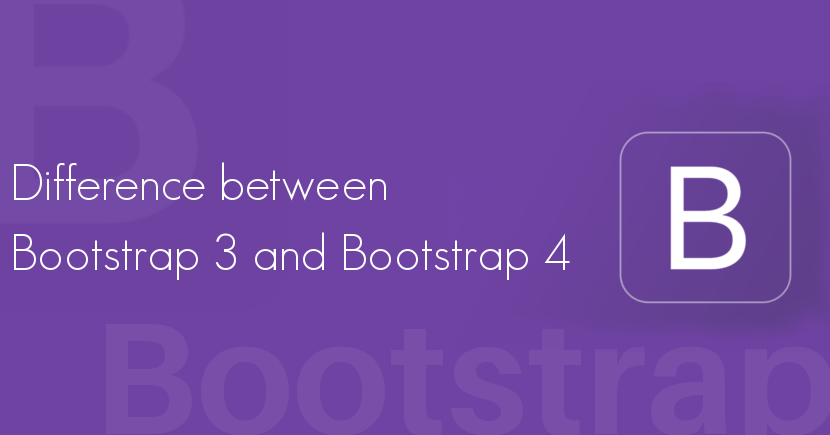 B
Difference between
Bootstrap 3 and Bootstrap 4
B
Bootstrap